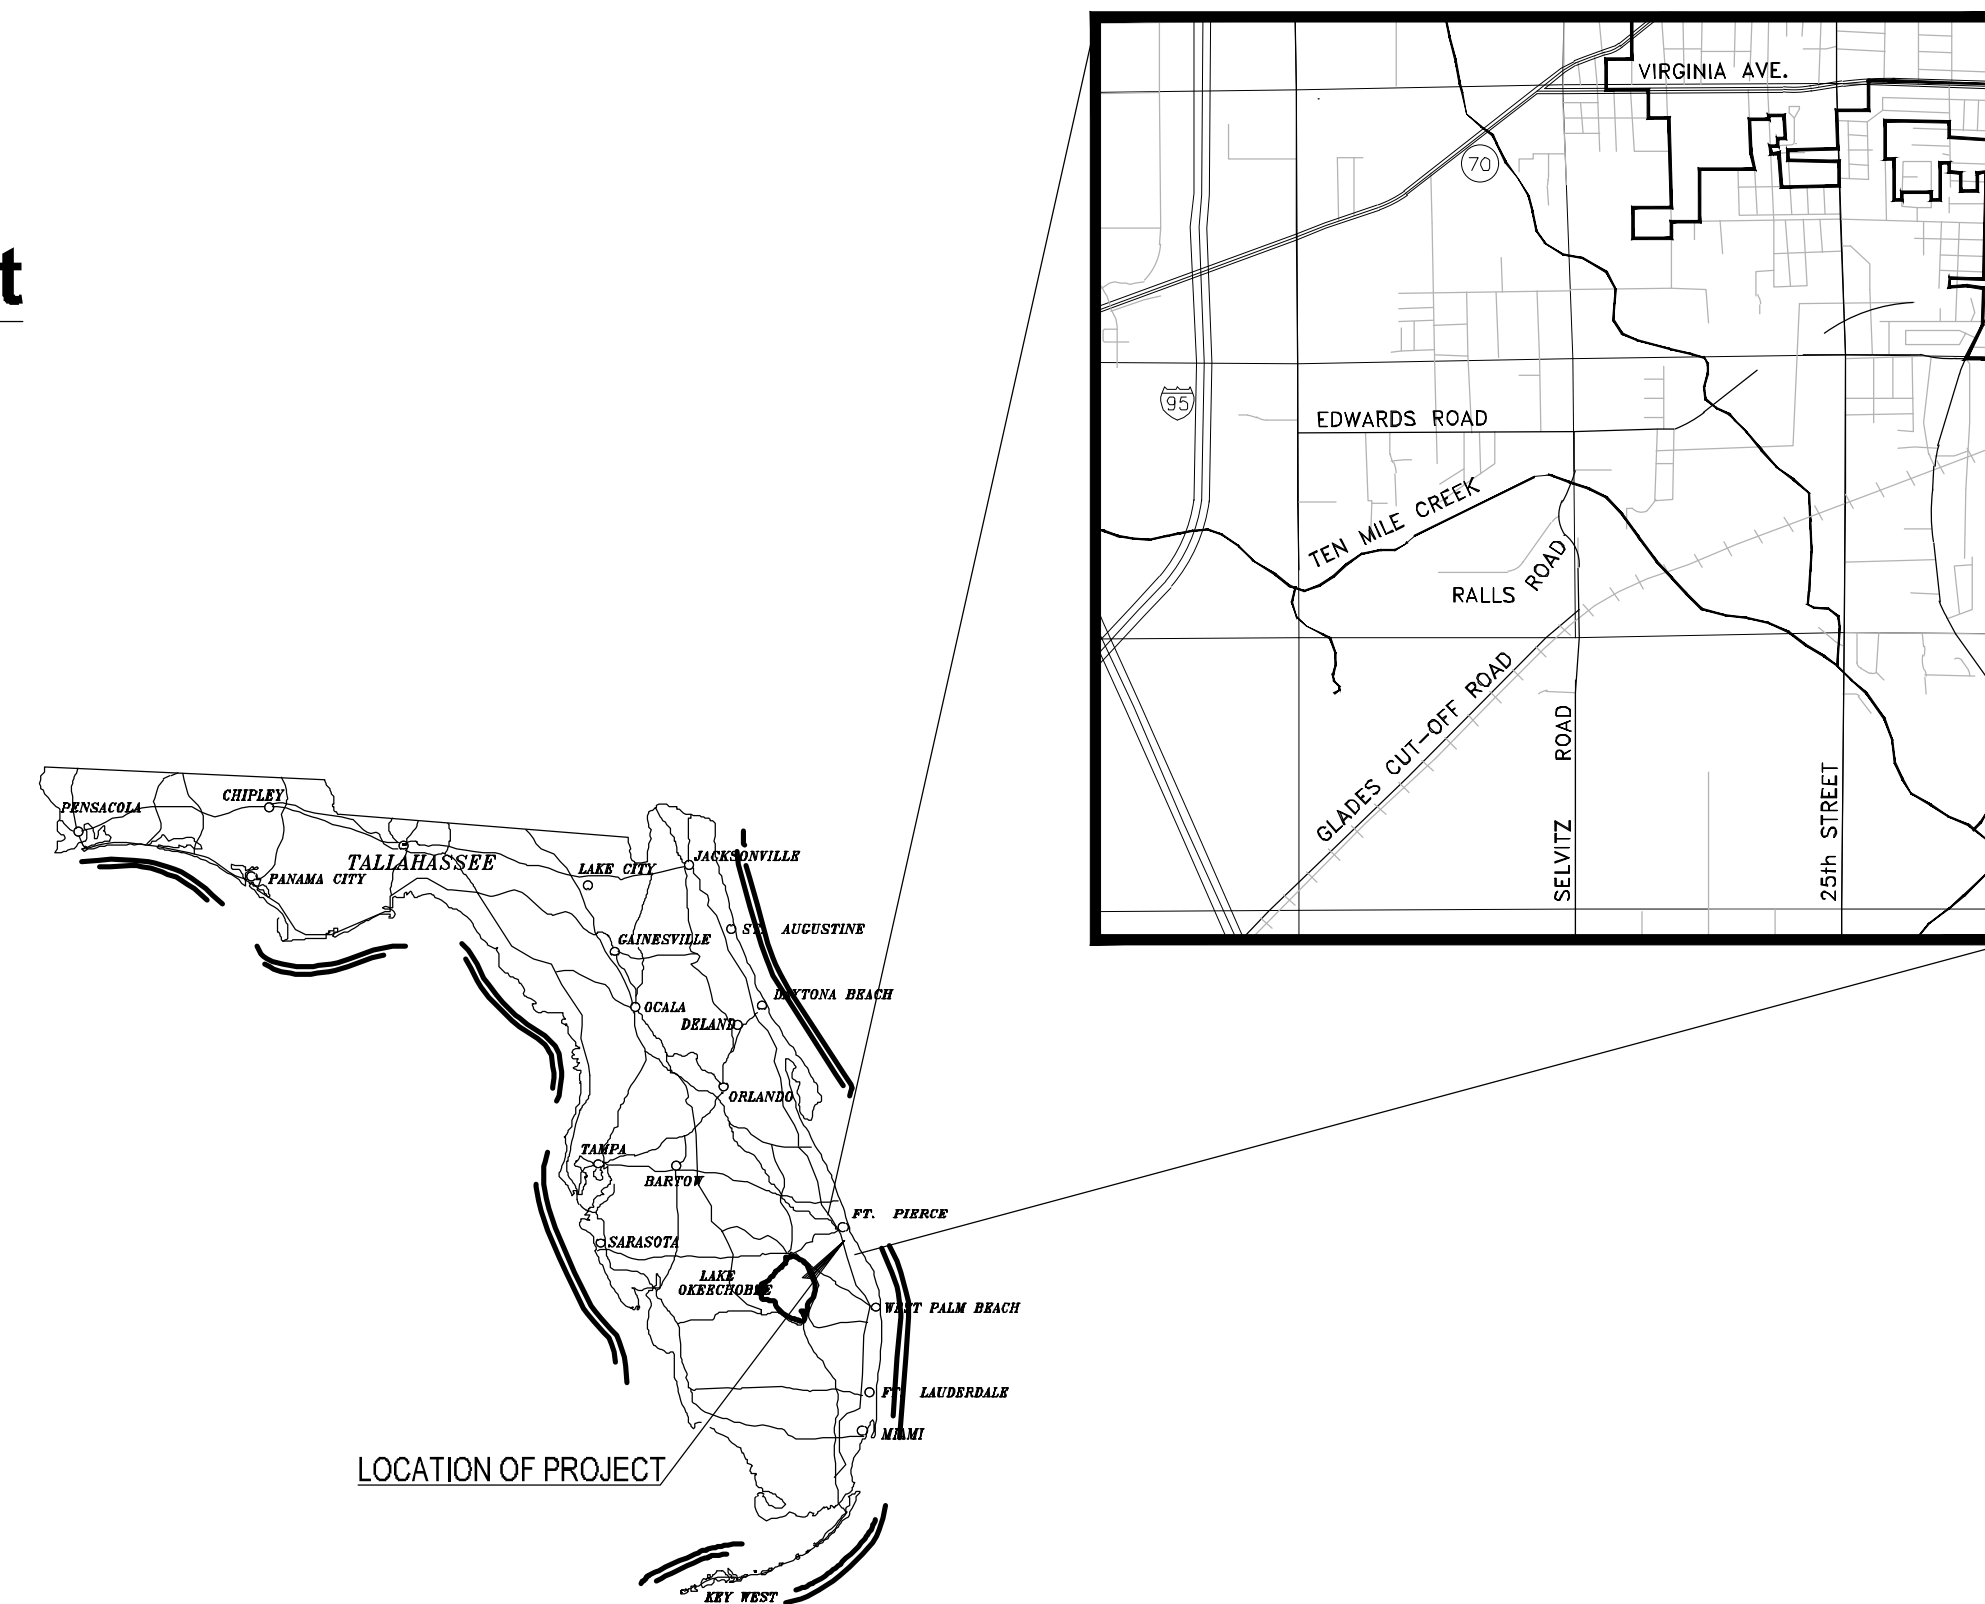 t
VIRGINIA AVE.
70
95
EDWARDS ROAD
TEN MILE CREEK
RALLS ROAD
GLADES CUT-OFF ROAD
SELVITZ ROAD
25th STREET
PENSACOLA
CHIPLEY
TALLAHASSEE
PANAMA CITY
LAKE CITY
JACKSONVILLE
ST. AUGUSTINE
GAINESVILLE
DAYTONA BEACH
OCALA
DELAND
ORLANDO
TAMPA
BARTOW
FT. PIERCE
SARASOTA
LAKE
OKEECHOBEE
WEST PALM BEACH
FT. LAUDERDALE
MIAMI
LOCATION OF PROJECT
KEY WEST